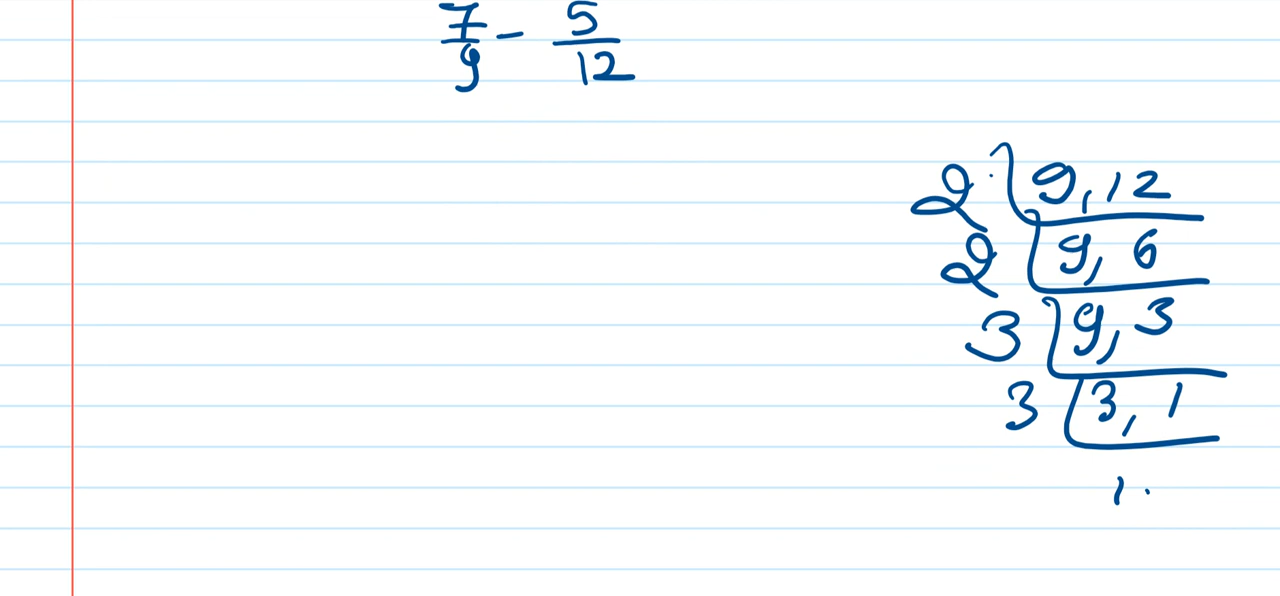 7/9 - 5/12
2 | 9, 12
2 | 9, 6
3 | 9, 3
3 | 3, 1
1 .